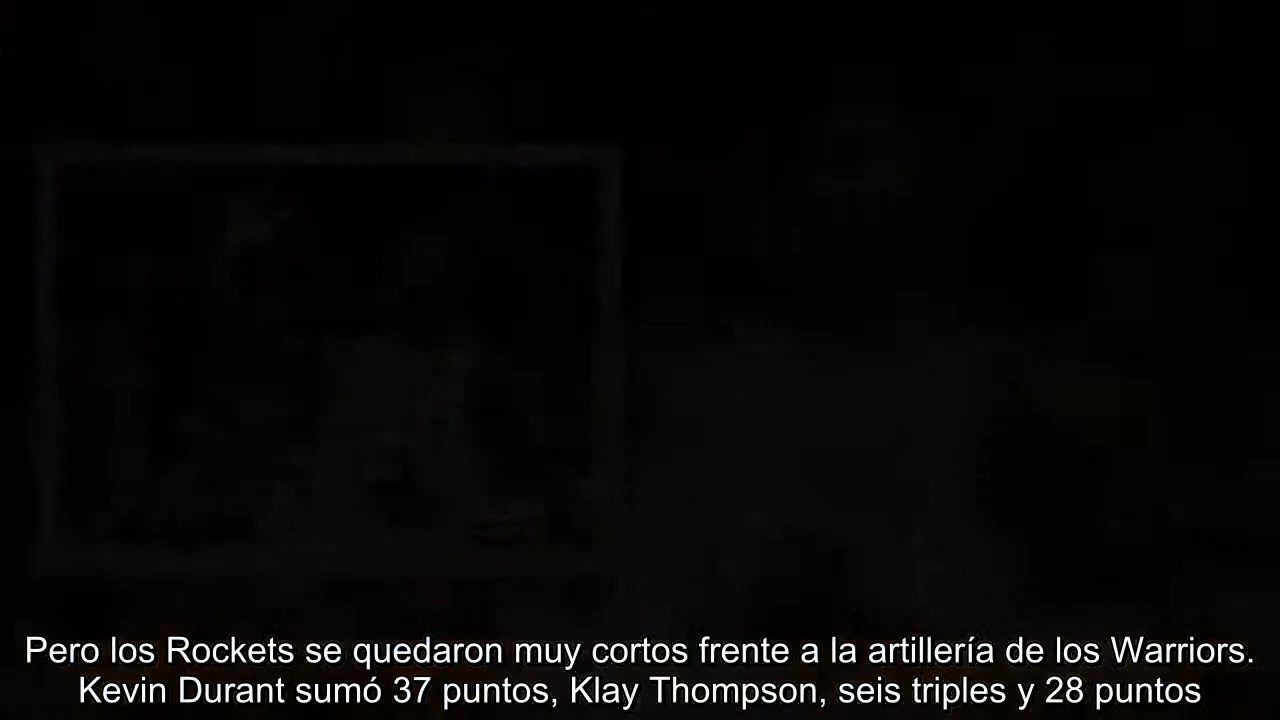 Pero los Rockets se quedaron muy cortos frente a la artillería de los Warriors.
Kevin Durant sumó 37 puntos, Klay Thompson, seis triples y 28 puntos